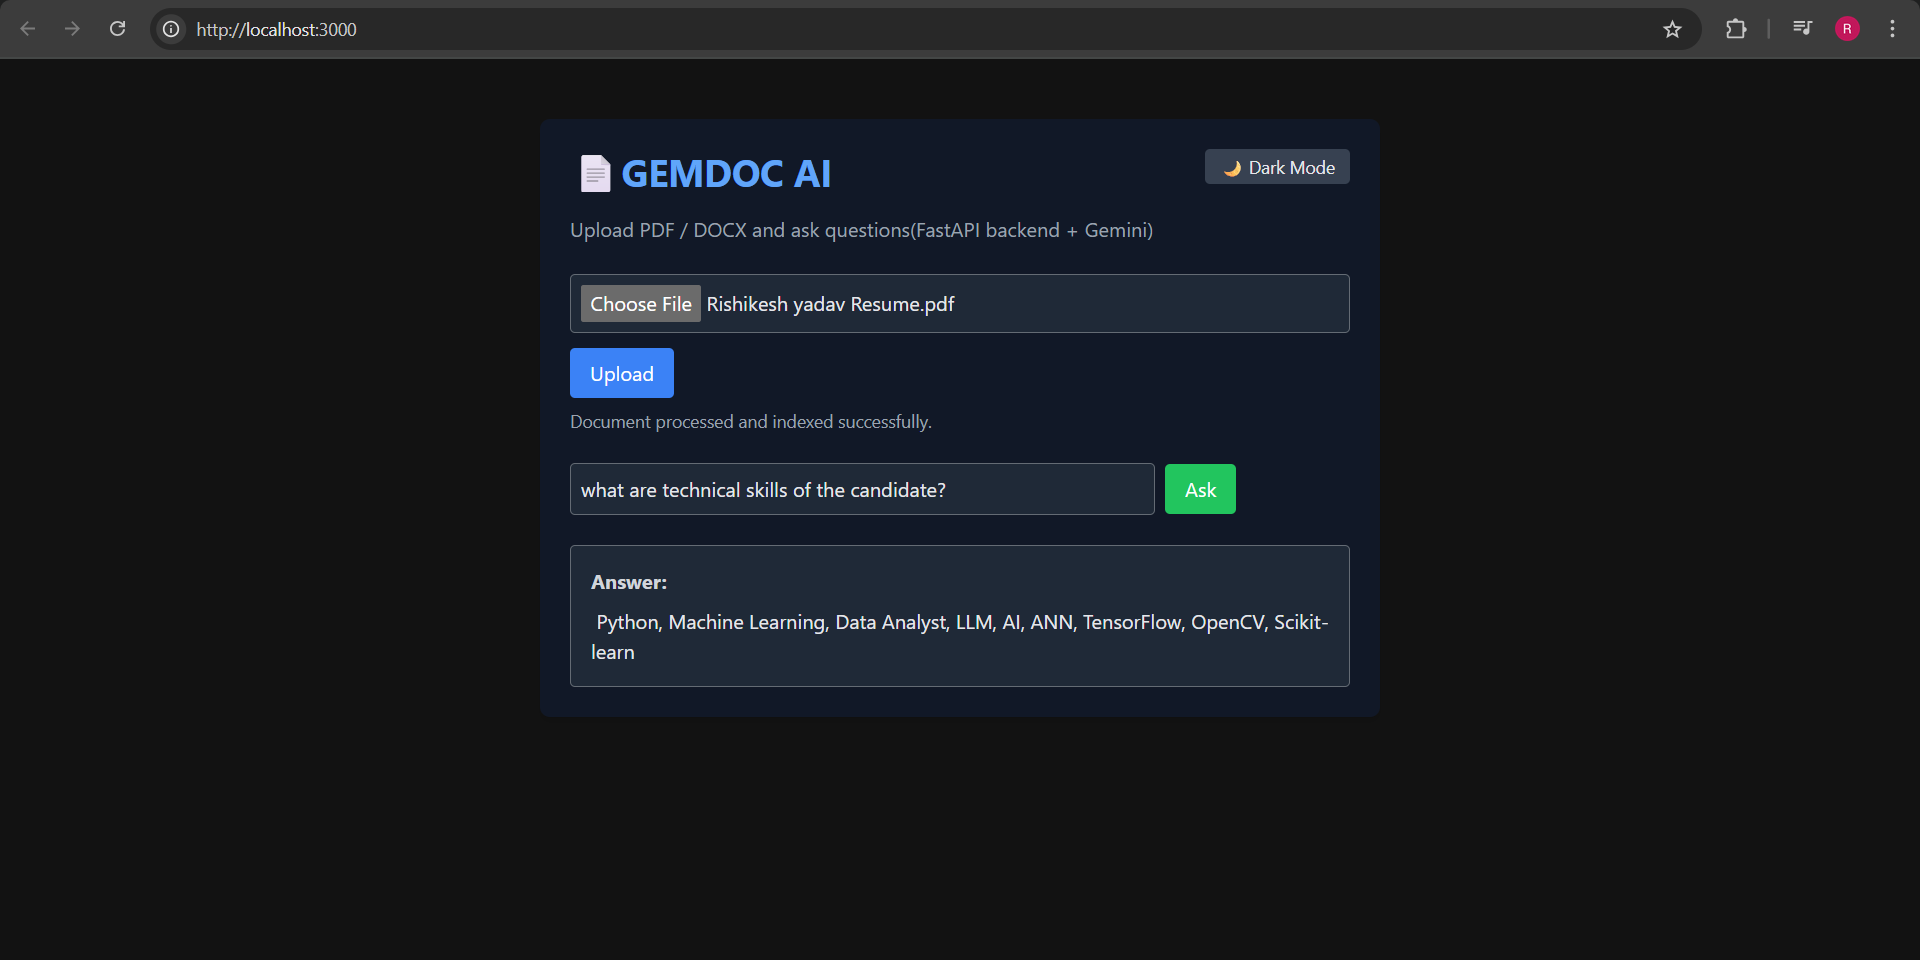 http://localhost:3000
R
GEMDOC AI
Dark Mode
Upload PDF / DOCX and ask questions(FastAPI backend + Gemini)
Choose File Rishikesh yadav Resume.pdf
Upload
Document processed and indexed successfully.
what are technical skills of the candidate?
Ask
Answer:
Python, Machine Learning, Data Analyst, LLM, AI, ANN, TensorFlow, OpenCV, Scikit-
learn